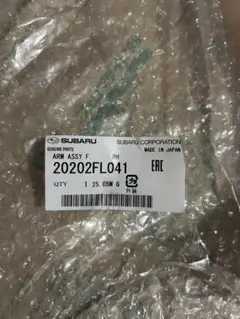 SUBARU SUBARU CORPORATION
GENUINE PARTS MADE IN JAPAN
ARM ASSY F RH
20202FL041 EAC
QTY 1 25.05W G